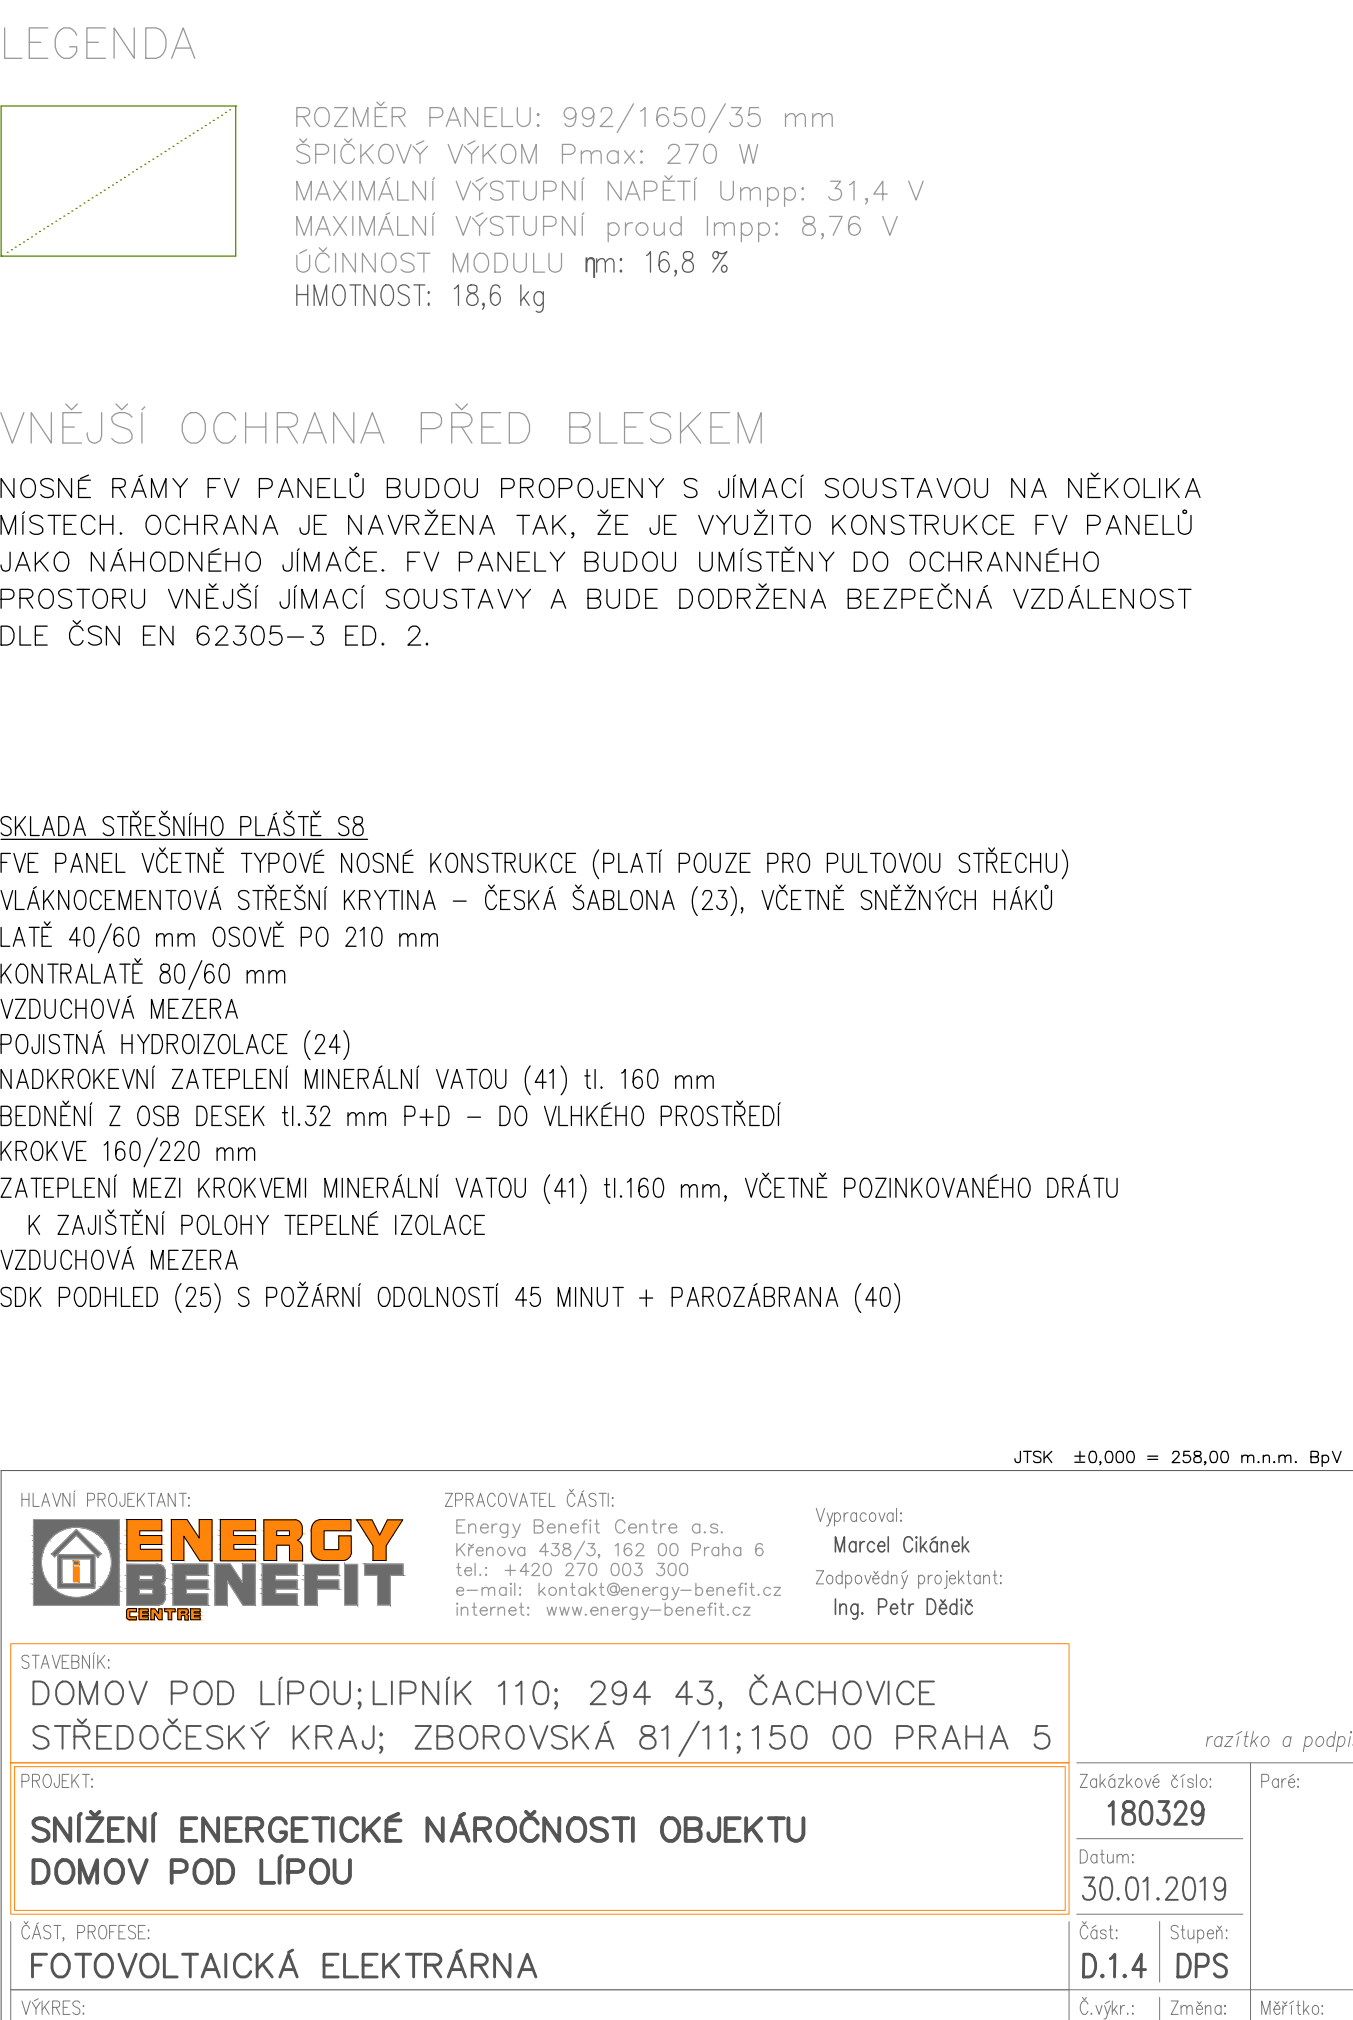 LEGENDA
ROZMĚR PANELU: 992/1650/35 mm
ŠPIČKOVÝ VÝKOM Pmax: 270 W
MAXIMÁLNÍ VÝSTUPNÍ NAPĚTÍ Umpp: 31,4 V
MAXIMÁLNÍ VÝSTUPNÍ proud Impp: 8,76 V
ÚČINNOST MODULU ηm: 16,8 %
HMOTNOST: 18,6 kg
VNĚJŠÍ OCHRANA PŘED BLESKEM
NOSNÉ RÁMY FV PANELŮ BUDOU PROPOJENY S JÍMACÍ SOUSTAVOU NA NĚKOLIKA
MÍSTECH. OCHRANA JE NAVRŽENA TAK, ŽE JE VYUŽITO KONSTRUKCE FV PANELŮ
JAKO NÁHODNÉHO JÍMAČE. FV PANELY BUDOU UMÍSTĚNY DO OCHRANNÉHO
PROSTORU VNĚJŠÍ JÍMACÍ SOUSTAVY A BUDE DODRŽENA BEZPEČNÁ VZDÁLENOST
DLE ČSN EN 62305-3 ED. 2.
SKLADA STŘEŠNÍHO PLÁŠTĚ S8
FVE PANEL VČETNĚ TYPOVÉ NOSNÉ KONSTRUKCE (PLATÍ POUZE PRO PULTOVOU STŘECHU)
VLÁKNOCEMENTOVÁ STŘEŠNÍ KRYTINA - ČESKÁ ŠABLONA (23), VČETNĚ SNĚŽNÝCH HÁKŮ
LATĚ 40/60 mm OSOVĚ PO 210 mm
KONTRALATĚ 80/60 mm
VZDUCHOVÁ MEZERA
POJISTNÁ HYDROIZOLACE (24)
NADKROKEVNÍ ZATEPLENÍ MINERÁLNÍ VATOU (41) tl. 160 mm
BEDNĚNÍ Z OSB DESEK tl.32 mm P+D - DO VLHKÉHO PROSTŘEDÍ
KROKVE 160/220 mm
ZATEPLENÍ MEZI KROKVEMI MINERÁLNÍ VATOU (41) tl.160 mm, VČETNĚ POZINKOVANÉHO DRÁTU
K ZAJIŠTĚNÍ POLOHY TEPELNÉ IZOLACE
VZDUCHOVÁ MEZERA
SDK PODHLED (25) S POŽÁRNÍ ODOLNOSTÍ 45 MINUT + PAROZÁBRANA (40)
JTSK ±0,000 = 258,00 m.n.m. BpV
HLAVNÍ PROJEKTANT:
ENERGY
BENEFIT
CENTRE
ZPRACOVATEL ČÁSTI:
Energy Benefit Centre a.s.
Křenova 438/3, 162 00 Praha 6
tel.: +420 270 003 300
e-mail: kontakt@energy-benefit.cz
internet: www.energy-benefit.cz
Vypracoval:
Marcel Cikánek
Zodpovědný projektant:
Ing. Petr Dědič
STAVEBNÍK:
DOMOV POD LÍPOU; LIPNÍK 110; 294 43, ČACHOVICE
STŘEDOČESKÝ KRAJ; ZBOROVSKÁ 81/11; 150 00 PRAHA 5
razítko a podpi
PROJEKT:
SNÍŽENÍ ENERGETICKÉ NÁROČNOSTI OBJEKTU
DOMOV POD LÍPOU
Zakázkové číslo:
180329
Paré:
Datum:
30.01.2019
ČÁST, PROFESE:
FOTOVOLTAICKÁ ELEKTRÁRNA
Část:
D.1.4
Stupeň:
DPS
VÝKRES:
Č.výkr.:
Změna:
Měřítko: